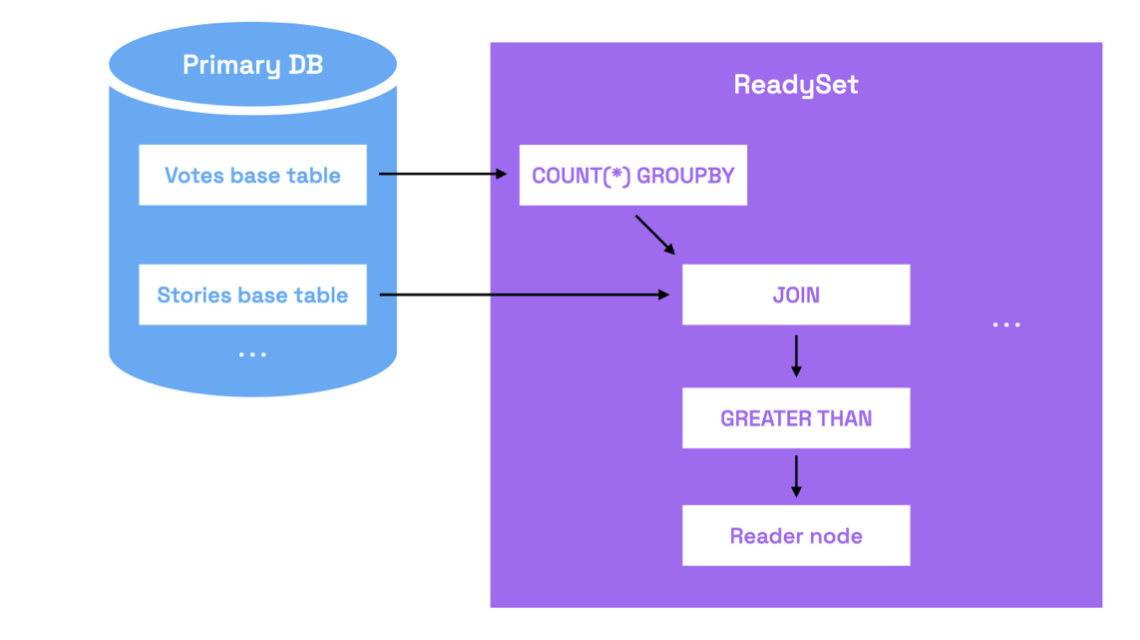 Primary DB
Votes base table
Stories base table
...
ReadySet
COUNT(*) GROUPBY
JOIN
...
GREATER THAN
Reader node